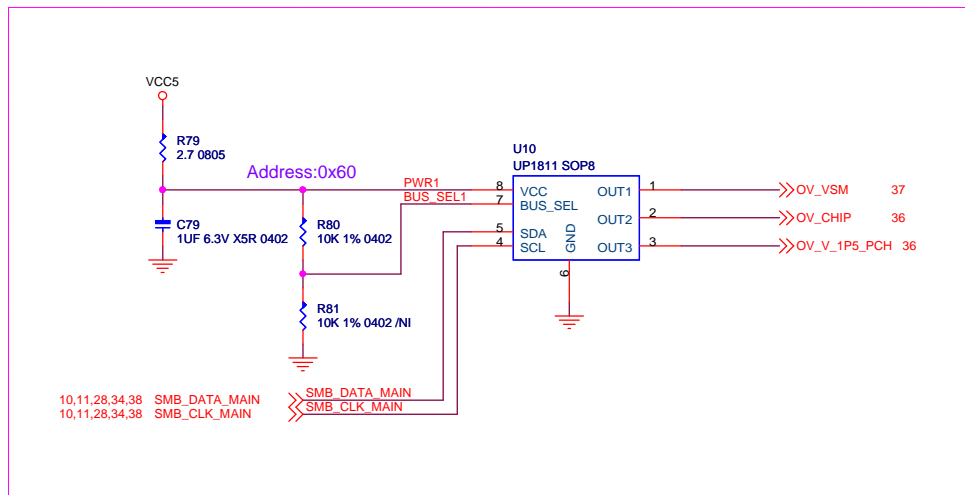 VCC5
R79
2.7 0805
Address:0x60
C79
1UF 6.3V X5R 0402
R80
10K 1% 0402
R81
10K 1% 0402 /NI
PWR1
BUS_SEL1
U10
UP1811 SOP8
8 VCC OUT1 1
7 BUS_SEL
OUT2 2
5 SDA
4 SCL OUT3 3
GND
6
OV_VSM 37
OV_CHIP 36
OV_V_1P5_PCH 36
10,11,28,34,38 SMB_DATA_MAIN SMB_DATA_MAIN
10,11,28,34,38 SMB_CLK_MAIN SMB_CLK_MAIN